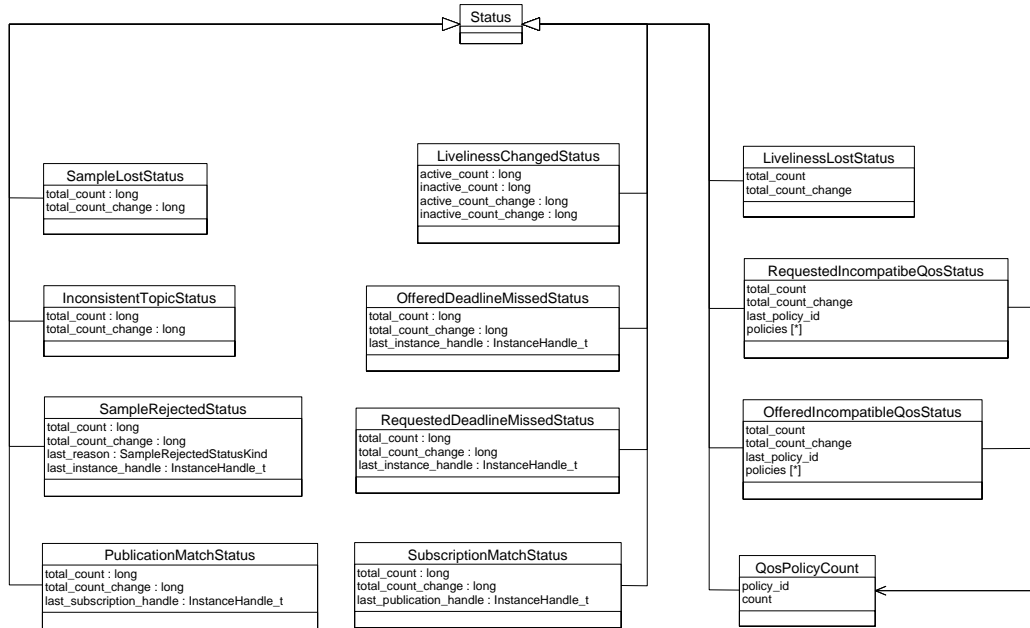 Status
SampleLostStatus
total_count : long
total_count_change : long
LivelinessChangedStatus
active_count : long
inactive_count : long
active_count_change : long
inactive_count_change : long
LivelinessLostStatus
total_count
total_count_change
InconsistentTopicStatus
total_count : long
total_count_change : long
OfferedDeadlineMissedStatus
total_count : long
total_count_change : long
last_instance_handle : InstanceHandle_t
RequestedIncompatibeQosStatus
total_count
total_count_change
last_policy_id
policies [*]
SampleRejectedStatus
total_count : long
total_count_change : long
last_reason : SampleRejectedStatusKind
last_instance_handle : InstanceHandle_t
RequestedDeadlineMissedStatus
total_count : long
total_count_change : long
last_instance_handle : InstanceHandle_t
OfferedIncompatibleQosStatus
total_count
total_count_change
last_policy_id
policies [*]
PublicationMatchStatus
total_count : long
total_count_change : long
last_subscription_handle : InstanceHandle_t
SubscriptionMatchStatus
total_count : long
total_count_change : long
last_publication_handle : InstanceHandle_t
QosPolicyCount
policy_id
count